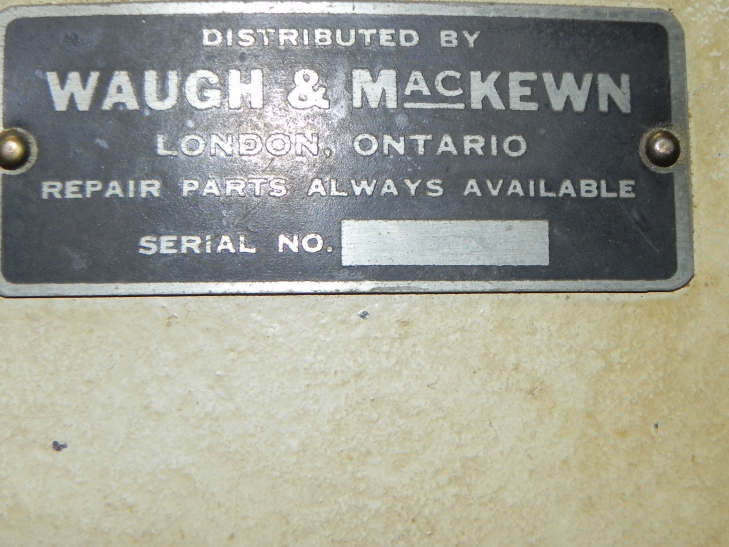 DISTRIBUTED BY
WAUGH & MACKEWN
LONDON, ONTARIO
REPAIR PARTS ALWAYS AVAILABLE
SERIAL NO.